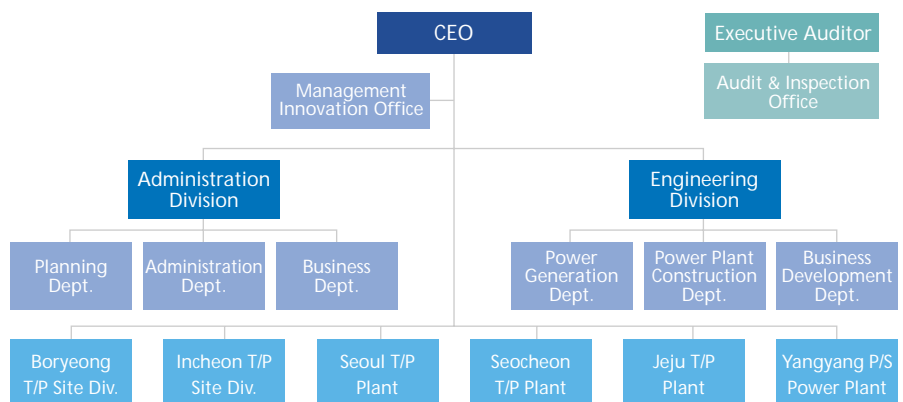 CEO
Executive Auditor
Management
Innovation Office
Audit & Inspection
Office
Administration
Division
Engineering
Division
Planning
Dept.
Administration
Dept.
Business
Dept.
Power
Generation
Dept.
Power Plant
Construction
Dept.
Business
Development
Dept.
Boryeong
T/P Site Div.
Incheon T/P
Site Div.
Seoul T/P
Plant
Seocheon
T/P Plant
Jeju T/P
Plant
Yangyang P/S
Power Plant